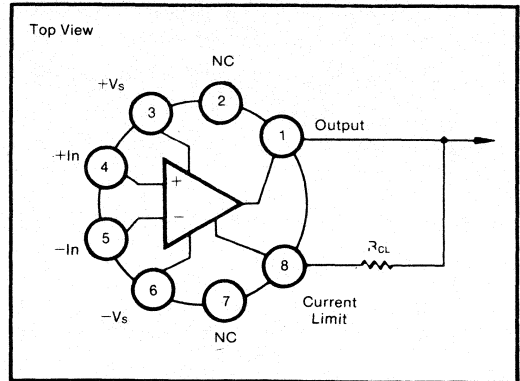 Top View
NC
+Vs
3
2
1
Output
+In
4
+
−
5
−In
8
RCL
6
7
Current
Limit
−Vs
NC